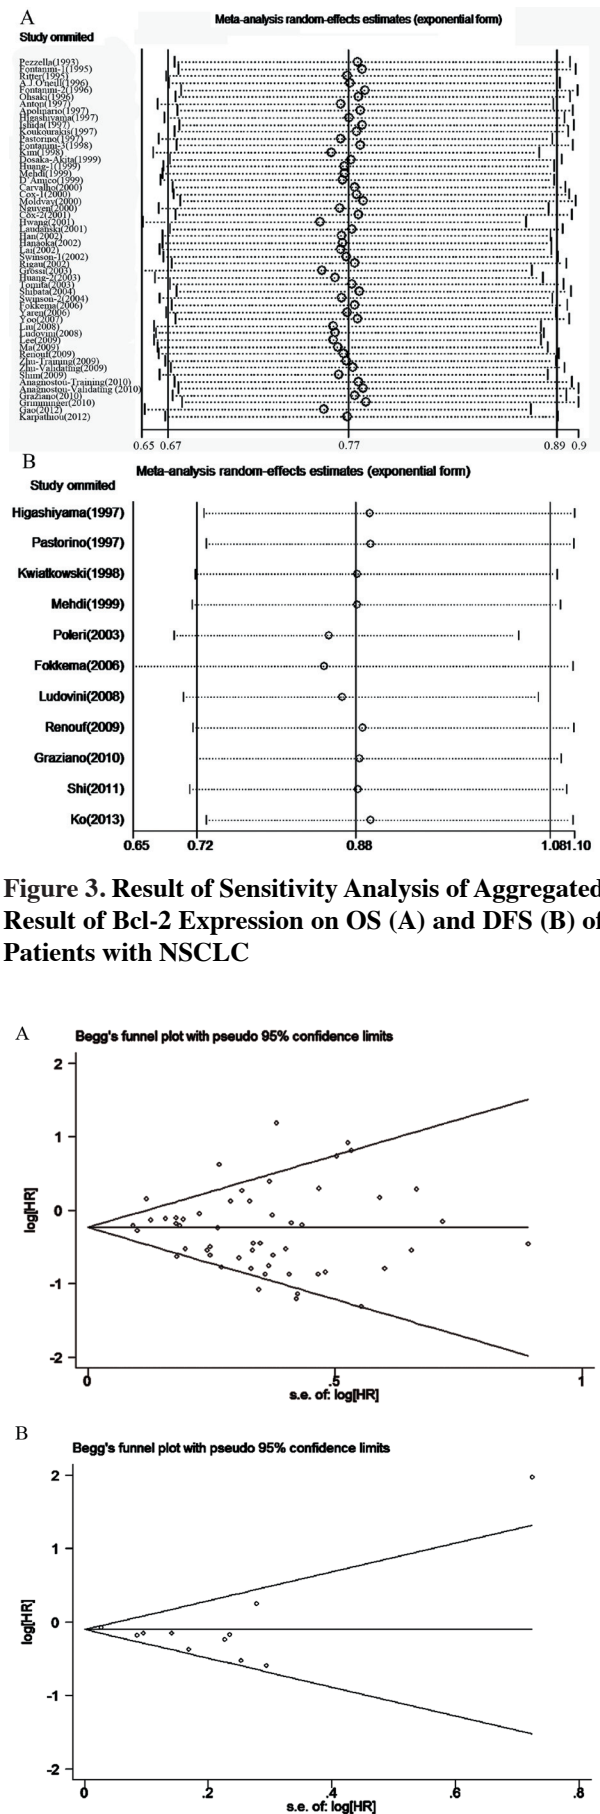 A
Meta-analysis random-effects estimates (exponential form)
Study ommited
Pezzella(1993)
Fontanini-1(1995)
Ritter(1995)
A.J.O'neill(1996)
Fontanini-2(1996)
Ohsaki(1996)
Anton(1997)
Apolinario(1997)
Higashiyama(1997)
Ishida(1997)
Koukourakis(1997)
Pastorino(1997)
Fontanini-3(1998)
Kim(1998)
Dosaka-Akita(1999)
Huang-1(1999)
Mehdi(1999)
D'Amico(1999)
Carvalho(2000)
Cox-1(2000)
Moldvay(2000)
Nguyen(2000)
Cox-2(2001)
Hwang(2001)
Laudanski(2001)
Han(2002)
Hanaoka(2002)
Lai(2002)
Swinson-1(2002)
Rigau(2002)
Grossi(2003)
Huang-2(2003)
Tomita(2003)
Shibata(2004)
Swinson-2(2004)
Fokkema(2006)
Yaren(2006)
Yoo(2007)
Liu(2008)
Ludovini(2008)
Lee(2009)
Ma(2009)
Renouf(2009)
Zhu-Training(2009)
Zhu-Validating(2009)
Shim(2009)
Anagnostou-Training(2010)
Anagnostou-Validating (2010)
Graziano(2010)
Grimminger(2010)
Gao(2012)
Karpathiou(2012)
0.65 0.67 0.77 0.89 0.9
B
Meta-analysis random-effects estimates (exponential form)
Study ommited
Higashiyama(1997)
Pastorino(1997)
Kwiatkowski(1998)
Mehdi(1999)
Poleri(2003)
Fokkema(2006)
Ludovini(2008)
Renouf(2009)
Graziano(2010)
Shi(2011)
Ko(2013)
0.65 0.72 0.88 1.081.10
Figure 3. Result of Sensitivity Analysis of Aggregated
Result of Bcl-2 Expression on OS (A) and DFS (B) of
Patients with NSCLC
A
Begg's funnel plot with pseudo 95% confidence limits
2
1
0
-1
-2
log[HR]
0 .5 1
s.e. of: log[HR]
B
Begg's funnel plot with pseudo 95% confidence limits
2
1
0
-1
-2
log[HR]
0 .2 .4 .6 .8
s.e. of: log[HR]